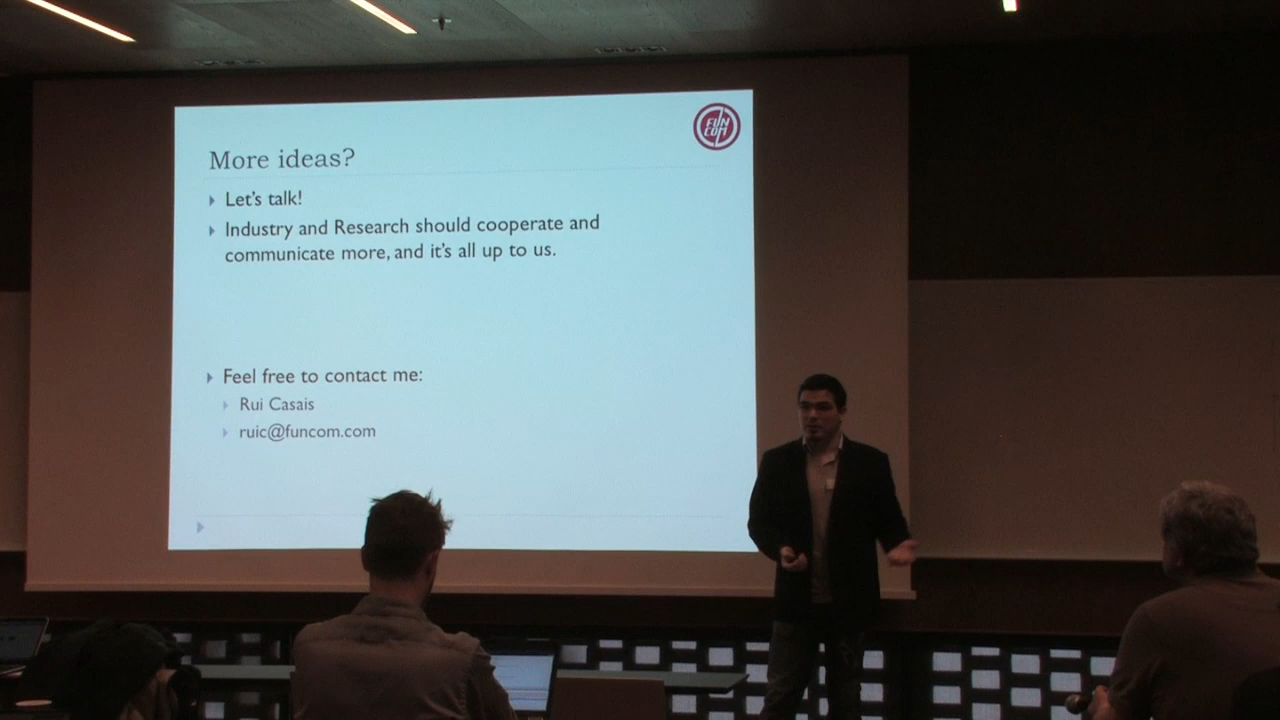 FUN
COM
More ideas?
Let's talk!
Industry and Research should cooperate and
communicate more, and it's all up to us.
Feel free to contact me:
Rui Casais
ruic@funcom.com